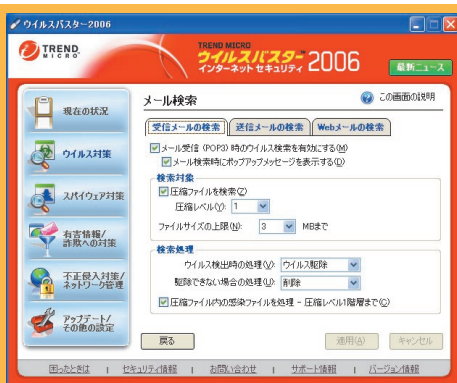 ウイルスバスター2006
TREND MICRO
TREND MICRO
ウイルスバスター™
インターネット セキュリティ 2006
最新ニュース
現在の状況
ウイルス対策
スパイウェア対策
有害情報/
詐欺への対策
不正侵入対策/
ネットワーク管理
アップデート/
その他の設定
メール検索
この画面の説明
受信メールの検索 送信メールの検索 Webメールの検索
メール受信 (POP3) 時のウイルス検索を有効にする(M)
メール検索時にポップアップメッセージを表示する(D)
検索対象
圧縮ファイルを検索(Z)
圧縮レベル(Y): 1
ファイルサイズの上限(N): 3 MBまで
検索処理
ウイルス検出時の処理(V): ウイルス駆除
駆除できない場合の処理(U): 削除
圧縮ファイル内の感染ファイルを処理 - 圧縮レベル1階層まで(C)
戻る 適用(A) キャンセル
困ったときは | セキュリティ情報 | お問い合わせ | サポート情報 | バージョン情報